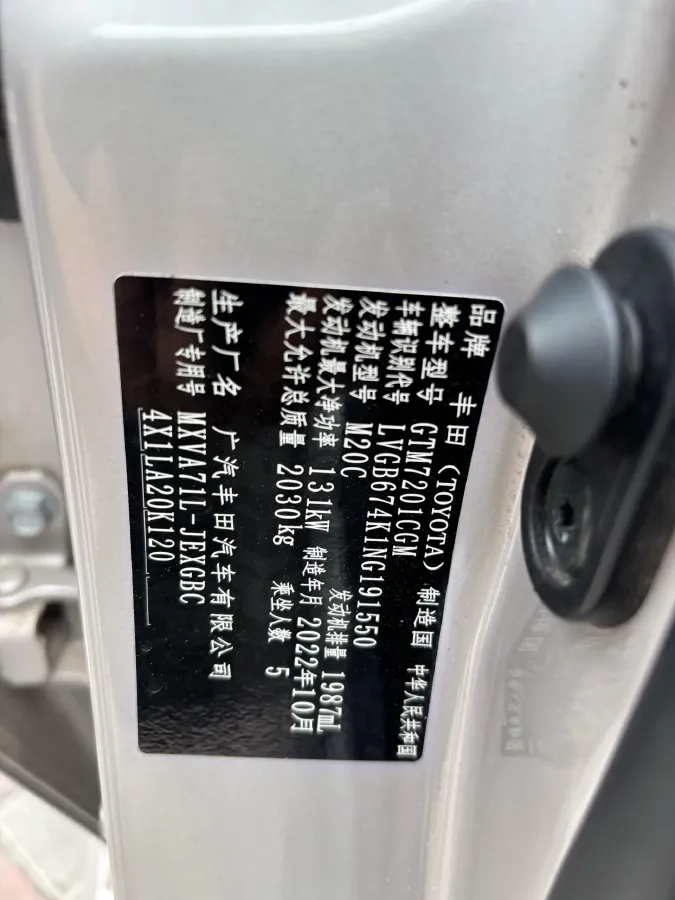 品牌 丰田(TOYOTA) 制造国 中华人民共和国
整车型号 GTM7201CGM
车辆识别代号 LVGB674K1NG191550
发动机型号 M20C 发动机排量 1987mL
发动机最大净功率 131kW 制造年月 2022年10月
最大允许总质量 2030kg 乘坐人数 5
生产厂名 广汽丰田汽车有限公司
制造厂专用号 MXVA71L-JEXGBC
4X1LA20K120